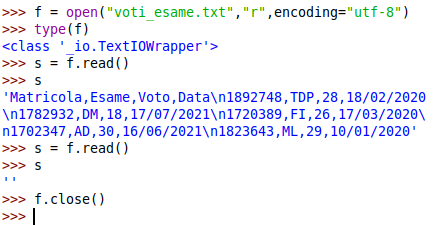 >>> f = open("voti_esame.txt","r",encoding="utf-8")
>>> type(f)
<class '_io.TextIOWrapper'>
>>> s = f.read()
>>> s
'Matricola,Esame,Voto,Data\n1892748,TDP,28,18/02/2020
\n1782932,DM,18,17/07/2021\n1720389,FI,26,17/03/2020\
n1702347,AD,30,16/06/2021\n1823643,ML,29,10/01/2020'
>>> s = f.read()
>>> s
''
>>> f.close()
>>>